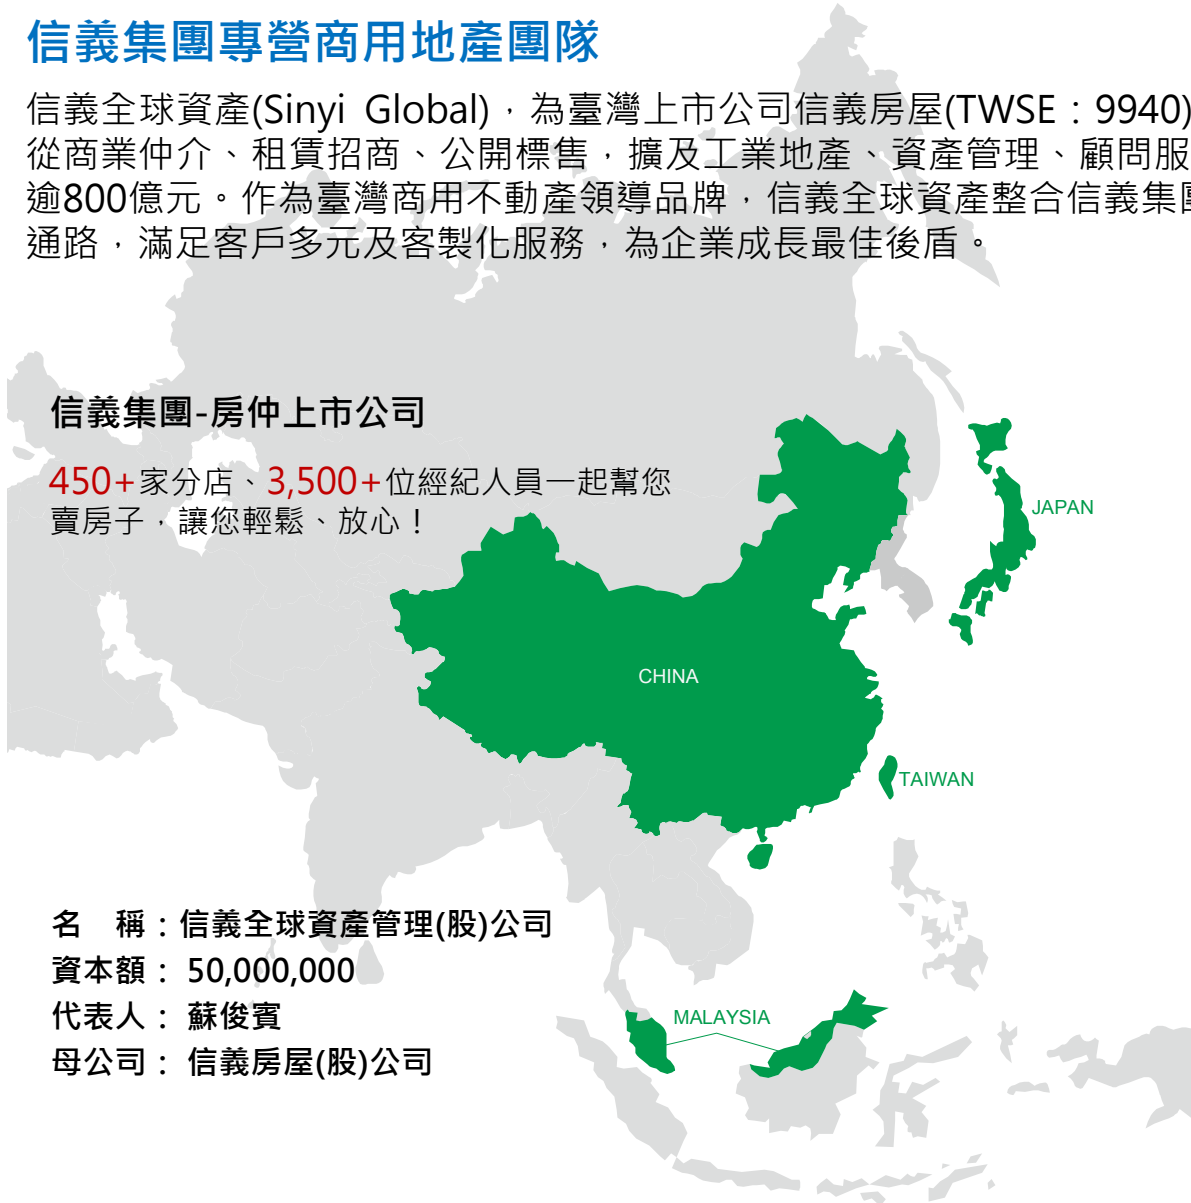 信義集團專營商用地產團隊
信義全球資產(Sinyi Global)，為臺灣上市公司信義房屋(TWSE：9940)
從商業仲介、租賃招商、公開標售，擴及工業地產、資產管理、顧問服
逾800億元。作為臺灣商用不動產領導品牌，信義全球資產整合信義集團
通路，滿足客戶多元及客製化服務，為企業成長最佳後盾。
信義集團-房仲上市公司
450+家分店、3,500+位經紀人員一起幫您
賣房子，讓您輕鬆、放心！
JAPAN
CHINA
TAIWAN
名　稱：信義全球資產管理(股)公司
資本額： 50,000,000
代表人： 蘇俊賓
母公司： 信義房屋(股)公司
MALAYSIA